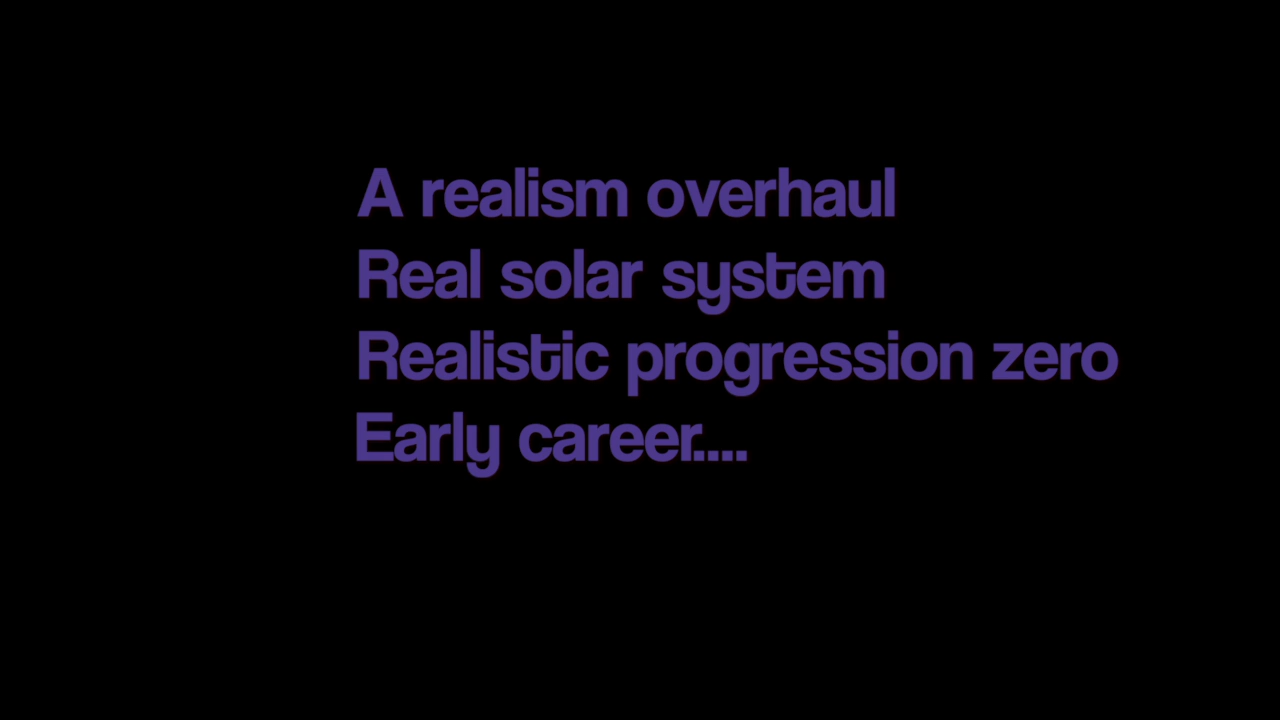 A realism overhaul
Real solar system
Realistic progression zero
Early career....